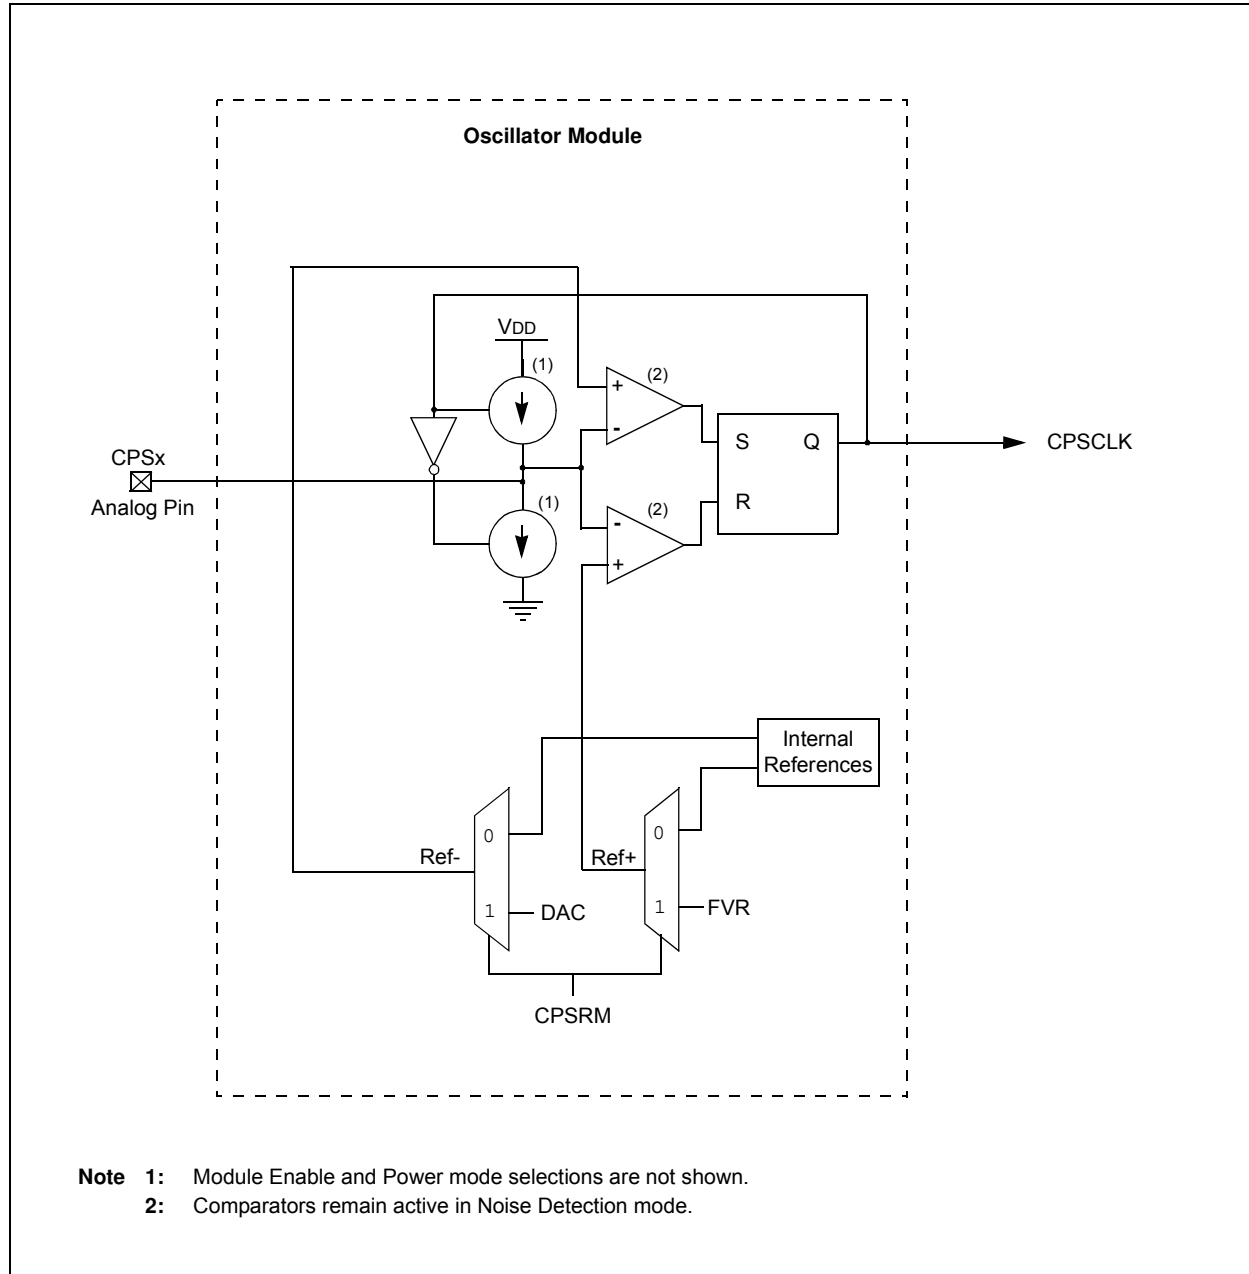 Oscillator Module
VDD
(1)
(2)
+
-
S Q
CPSCLK
CPSx
Analog Pin
(1)
(2)
R
-
+
Internal
References
0
0
Ref-
Ref+
1
DAC
1
FVR
CPSRM
Note 1: Module Enable and Power mode selections are not shown.
2: Comparators remain active in Noise Detection mode.